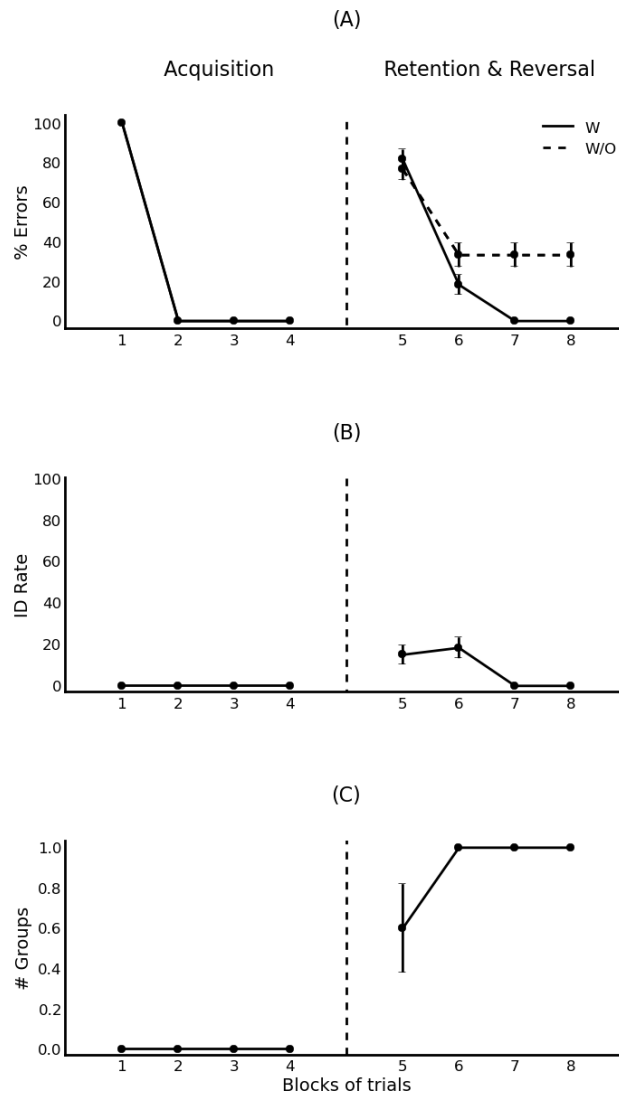 (A)
Acquisition
Retention & Reversal
100
80
60
40
20
0
% Errors
W
W/O
1 2 3 4 5 6 7 8
(B)
100
80
60
40
20
0
ID Rate
1 2 3 4 5 6 7 8
(C)
1.0
0.8
0.6
0.4
0.2
0.0
# Groups
1 2 3 4 5 6 7 8
Blocks of trials